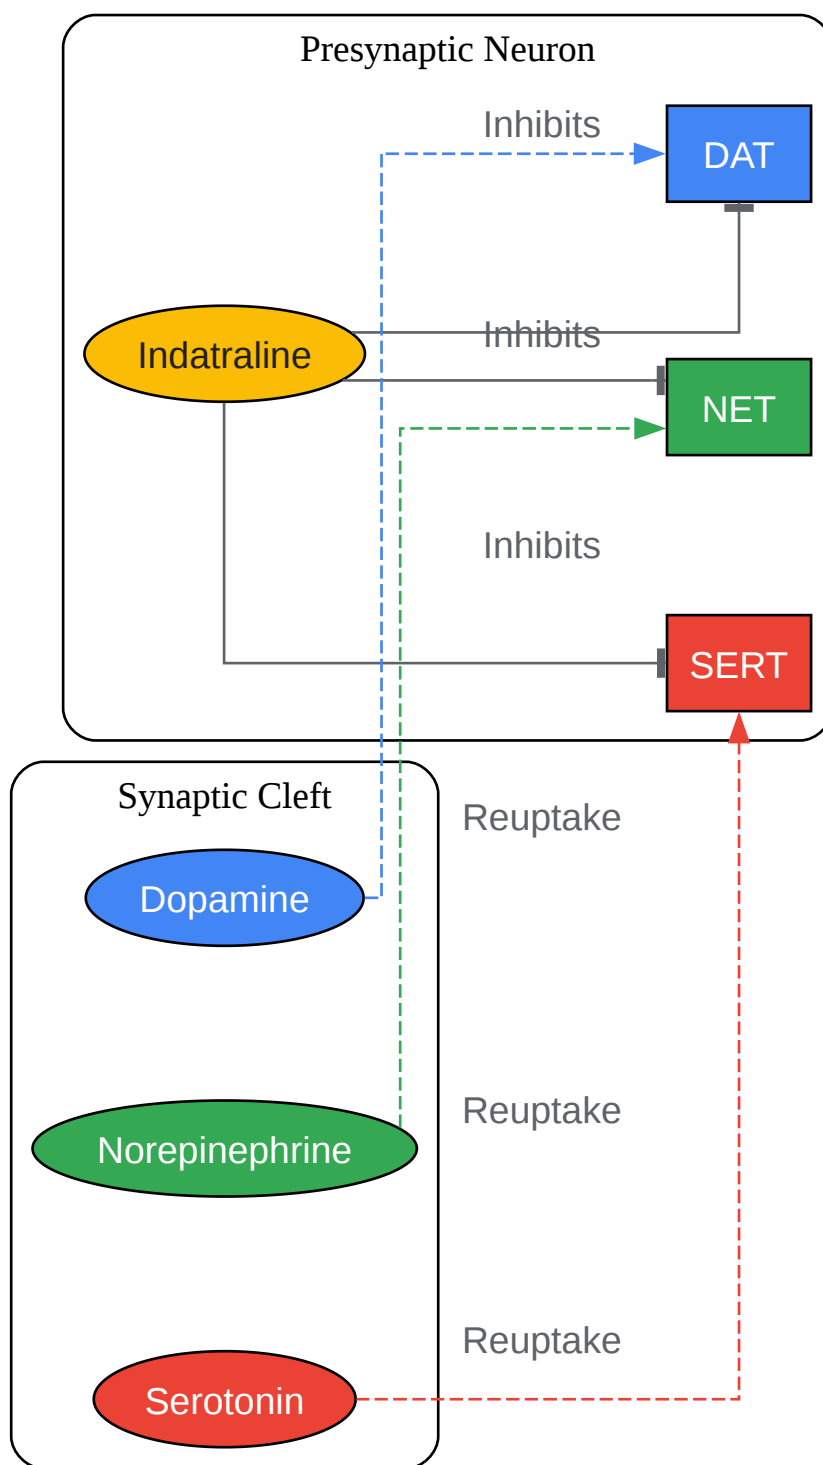 Presynaptic Neuron
Inhibits
DAT
Indatraline
Inhibits
NET
Inhibits
SERT
Synaptic Cleft
Reuptake
Dopamine
Reuptake
Norepinephrine
Reuptake
Serotonin